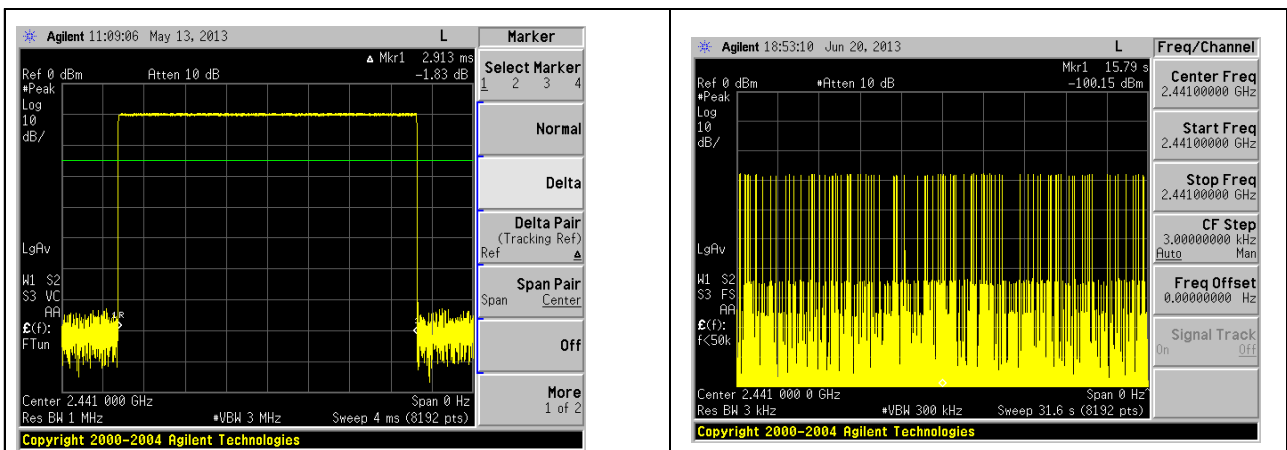 Agilent 11:09:06 May 13, 2013 L Marker
Δ Mkr1 2.913 ms
Ref 0 dBm Atten 10 dB -1.83 dB
#Peak
Log
10
dB/
LgAv
W1 S2
S3 VC
AA
£(f):
FTun
1R
Center 2.441 000 GHz Span 0 Hz
Res BW 1 MHz #VBW 3 MHz Sweep 4 ms (8192 pts)
Copyright 2000-2004 Agilent Technologies
Select Marker
1 2 3 4
Normal
Delta
Delta Pair
(Tracking Ref)
Ref Δ
Span Pair
Span Center
Off
More
1 of 2
Agilent 18:53:10 Jun 20, 2013 L Freq/Channel
Mkr1 15.79 s
Ref 0 dBm #Atten 10 dB -100.15 dBm
#Peak
Log
10
dB/
LgAv
W1 S2
S3 FS
AA
£(f):
f<50k
Center 2.441 000 0 GHz Span 0 Hz^
Res BW 3 kHz #VBW 300 kHz Sweep 31.6 s (8192 pts)
Copyright 2000-2004 Agilent Technologies
Center Freq
2.44100000 GHz
Start Freq
2.44100000 GHz
Stop Freq
2.44100000 GHz
CF Step
3.00000000 kHz
Auto Man
Freq Offset
0.00000000 Hz
Signal Track
On Off